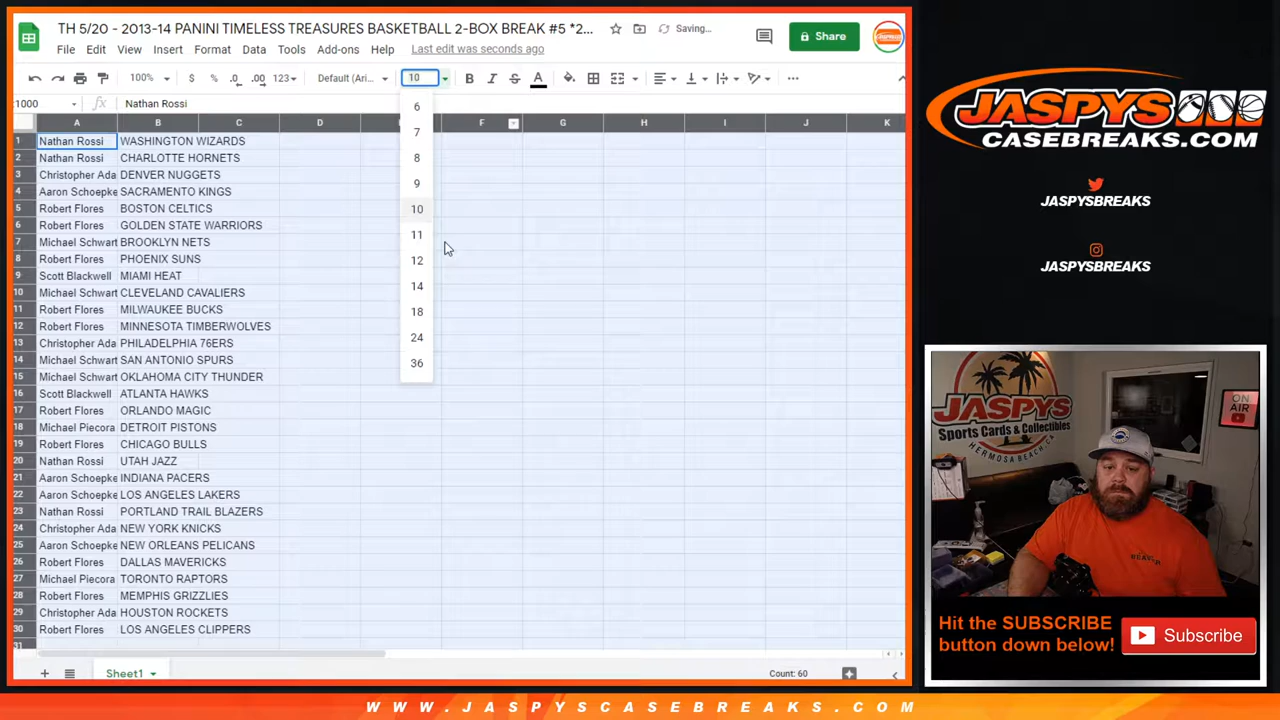 TH 5/20 - 2013-14 PANINI TIMELESS TREASURES BASKETBALL 2-BOX BREAK #5 *2...
Saving...
Share
File Edit View Insert Format Data Tools Add-ons Help Last edit was seconds ago
100% $ % .0 .00 123 Default (Ari... 10 B I S A
:1000 fx Nathan Rossi
A B C D F G H I J K
1 Nathan Rossi WASHINGTON WIZARDS
2 Nathan Rossi CHARLOTTE HORNETS
3 Christopher Ada DENVER NUGGETS
4 Aaron Schoepke SACRAMENTO KINGS
5 Robert Flores BOSTON CELTICS
6 Robert Flores GOLDEN STATE WARRIORS
7 Michael Schwart BROOKLYN NETS
8 Robert Flores PHOENIX SUNS
9 Scott Blackwell MIAMI HEAT
10 Michael Schwart CLEVELAND CAVALIERS
11 Robert Flores MILWAUKEE BUCKS
12 Robert Flores MINNESOTA TIMBERWOLVES
13 Christopher Ada PHILADELPHIA 76ERS
14 Michael Schwart SAN ANTONIO SPURS
15 Michael Schwart OKLAHOMA CITY THUNDER
16 Scott Blackwell ATLANTA HAWKS
17 Robert Flores ORLANDO MAGIC
18 Michael Piecora DETROIT PISTONS
19 Robert Flores CHICAGO BULLS
20 Nathan Rossi UTAH JAZZ
21 Aaron Schoepke INDIANA PACERS
22 Aaron Schoepke LOS ANGELES LAKERS
23 Nathan Rossi PORTLAND TRAIL BLAZERS
24 Christopher Ada NEW YORK KNICKS
25 Aaron Schoepke NEW ORLEANS PELICANS
26 Robert Flores DALLAS MAVERICKS
27 Michael Piecora TORONTO RAPTORS
28 Robert Flores MEMPHIS GRIZZLIES
29 Christopher Ada HOUSTON ROCKETS
30 Robert Flores LOS ANGELES CLIPPERS
31
6
7
8
9
10
11
12
14
18
24
36
Sheet1
Count: 60
JASPYS
CASEBREAKS.COM
JASPYSBREAKS
JASPYSBREAKS
JASPYS
Sports Cards & Collectibles
HERMOSA BEACH, CA
ON
AIR
Hit the SUBSCRIBE
button down below!
Subscribe
WWW.JASPYSCASEBREAKS.COM